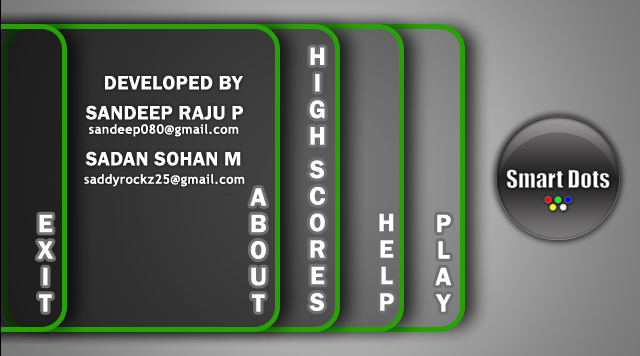 EXIT
DEVELOPED BY
SANDEEP RAJU P
sandeep080@gmail.com
SADAN SOHAN M
saddyrockz25@gmail.com
ABOUT
HIGH SCORES
HELP
PLAY
Smart Dots